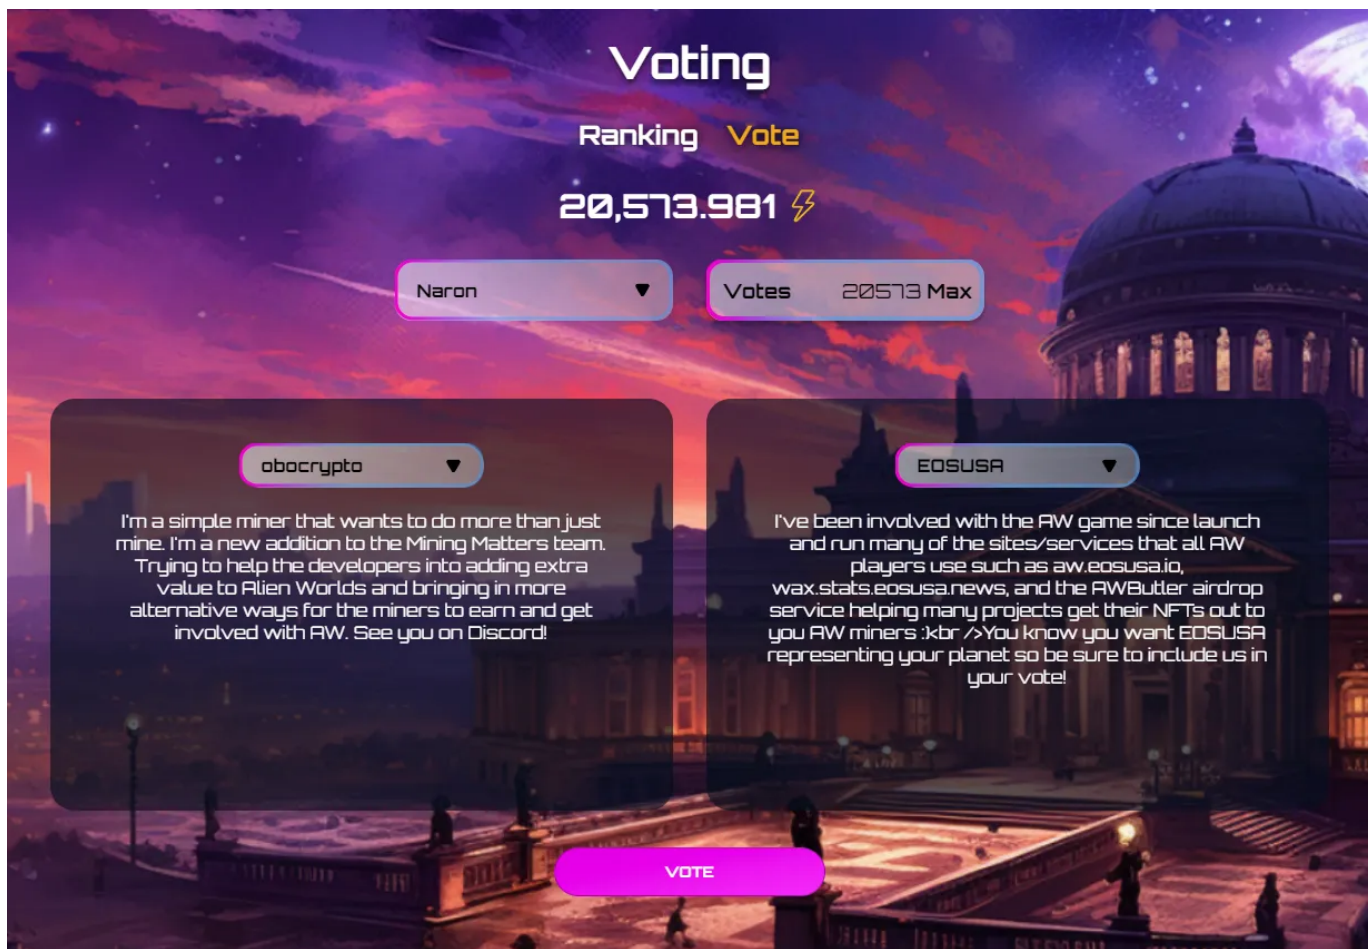 Voting
Ranking Vote
20,573.981
Naron
Votes 20573 Max
obocrypto
I'm a simple miner that wants to do more than just
mine. I'm a new addition to the Mining Matters team.
Trying to help the developers into adding extra
value to Alien Worlds and bringing in more
alternative ways for the miners to earn and get
involved with AW. See you on Discord!
EOSUSA
I've been involved with the AW game since launch
and run many of the sites/services that all AW
players use such as aw.eosusa.io,
wax.stats.eosusa.news, and the AWButler airdrop
service helping many projects get their NFTs out to
you AW miners :)<br />You know you want EOSUSA
representing your planet so be sure to include us in
your vote!
VOTE